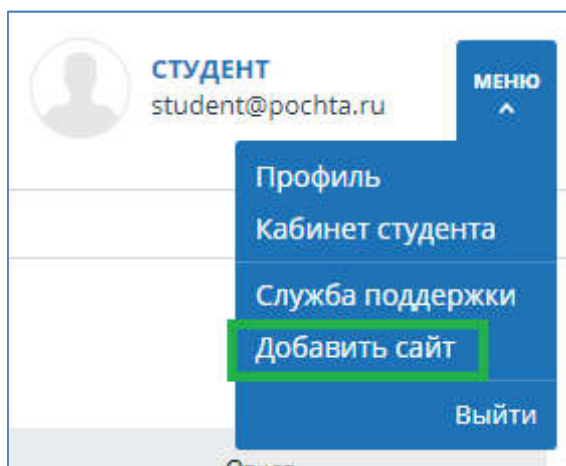 СТУДЕНТ
student@pochta.ru
МЕНЮ
Профиль
Кабинет студента
Служба поддержки
Добавить сайт
Выйти